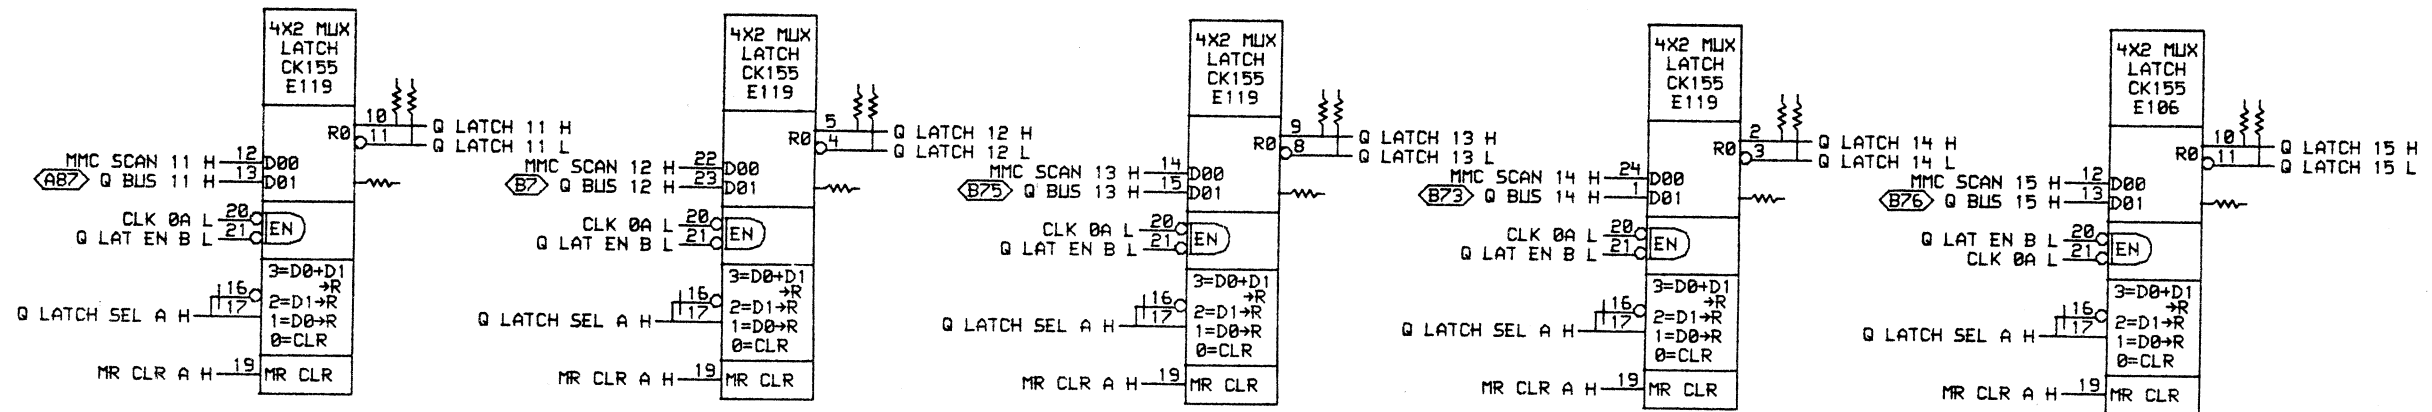 4X2 MUX
LATCH
CK155
E119
10
R0
11
Q LATCH 11 H
Q LATCH 11 L
MMC SCAN 11 H
12
D00
AB7
Q BUS 11 H
13
D01
CLK 0A L
20
Q LAT EN B L
21
EN
3=D0+D1
→R
16
2=D1→R
17
Q LATCH SEL A H
1=D0→R
0=CLR
MR CLR A H
19
MR CLR
4X2 MUX
LATCH
CK155
E119
5
R0
4
Q LATCH 12 H
Q LATCH 12 L
MMC SCAN 12 H
22
D00
B7
Q BUS 12 H
23
D01
CLK 0A L
20
Q LAT EN B L
21
EN
3=D0+D1
→R
16
2=D1→R
17
Q LATCH SEL A H
1=D0→R
0=CLR
MR CLR A H
19
MR CLR
4X2 MUX
LATCH
CK155
E119
9
R0
8
Q LATCH 13 H
Q LATCH 13 L
MMC SCAN 13 H
14
D00
B75
Q BUS 13 H
15
D01
CLK 0A L
20
Q LAT EN B L
21
EN
3=D0+D1
→R
16
2=D1→R
17
Q LATCH SEL A H
1=D0→R
0=CLR
MR CLR A H
19
MR CLR
4X2 MUX
LATCH
CK155
E119
2
R0
3
Q LATCH 14 H
Q LATCH 14 L
MMC SCAN 14 H
24
D00
B73
Q BUS 14 H
1
D01
CLK 0A L
20
Q LAT EN B L
21
EN
3=D0+D1
→R
16
2=D1→R
17
Q LATCH SEL A H
1=D0→R
0=CLR
MR CLR A H
19
MR CLR
4X2 MUX
LATCH
CK155
E106
10
R0
11
Q LATCH 15 H
Q LATCH 15 L
MMC SCAN 15 H
12
D00
B76
Q BUS 15 H
13
D01
Q LAT EN B L
20
CLK 0A L
21
EN
3=D0+D1
→R
16
2=D1→R
17
Q LATCH SEL A H
1=D0→R
0=CLR
MR CLR A H
19
MR CLR